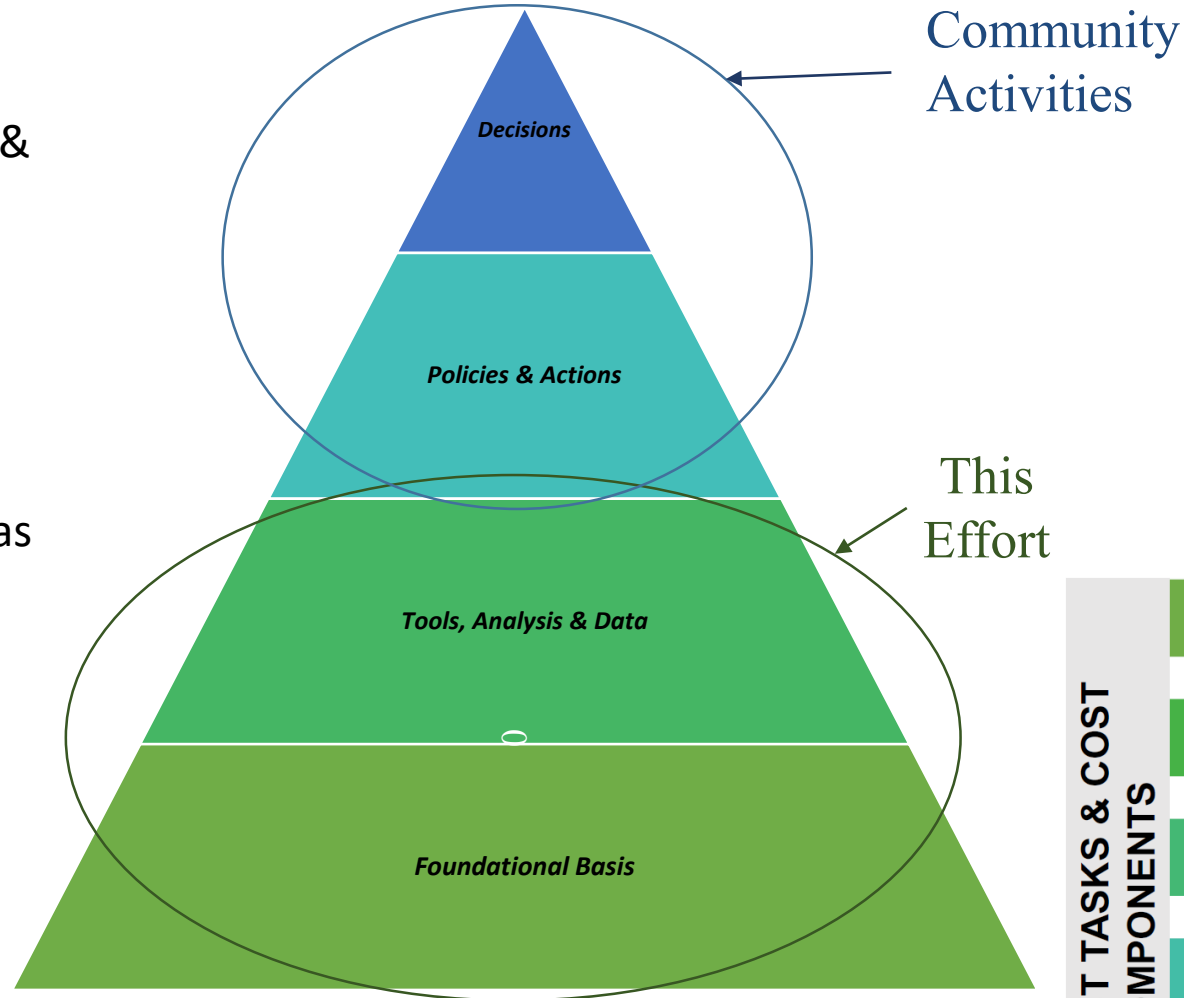 Community
Activities
&
Decisions
Policies & Actions
This
Effort
as
Tools, Analysis & Data
Foundational Basis
T TASKS & COST
MPONENTS